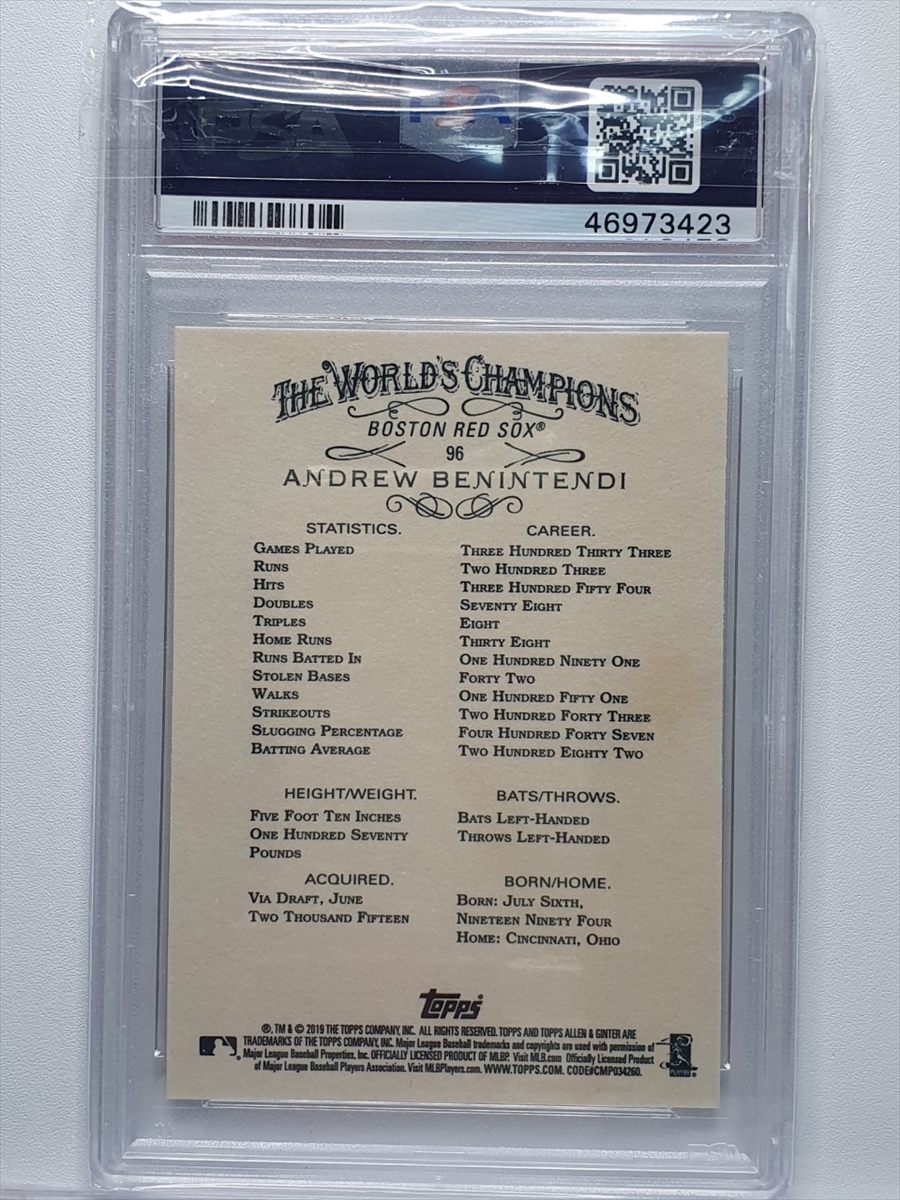 PSA
46973423
THE WORLD'S CHAMPIONS
BOSTON RED SOX®
96
ANDREW BENINTENDI
STATISTICS. CAREER.
GAMES PLAYED THREE HUNDRED THIRTY THREE
RUNS TWO HUNDRED THREE
HITS THREE HUNDRED FIFTY FOUR
DOUBLES SEVENTY EIGHT
TRIPLES EIGHT
HOME RUNS THIRTY EIGHT
RUNS BATTED IN ONE HUNDRED NINETY ONE
STOLEN BASES FORTY TWO
WALKS ONE HUNDRED FIFTY ONE
STRIKEOUTS TWO HUNDRED FORTY THREE
SLUGGING PERCENTAGE FOUR HUNDRED FORTY SEVEN
BATTING AVERAGE TWO HUNDRED EIGHTY TWO
HEIGHT/WEIGHT.
FIVE FOOT TEN INCHES
ONE HUNDRED SEVENTY
POUNDS
BATS/THROWS.
BATS LEFT-HANDED
THROWS LEFT-HANDED
ACQUIRED.
VIA DRAFT, JUNE
TWO THOUSAND FIFTEEN
BORN/HOME.
BORN: JULY SIXTH,
NINETEEN NINETY FOUR
HOME: CINCINNATI, OHIO
Topps
®, TM & © 2019 THE TOPPS COMPANY, INC. ALL RIGHTS RESERVED. TOPPS AND TOPPS ALLEN & GINTER ARE
TRADEMARKS OF THE TOPPS COMPANY, INC. Major League Baseball trademarks and copyrights are used with permission of
Major League Baseball Properties, Inc. OFFICIALLY LICENSED PRODUCT OF MLBP. Visit MLB.com Officially Licensed Product
of Major League Baseball Players Association. Visit MLBPlayers.com. WWW.TOPPS.COM. CODE#CMP034260.